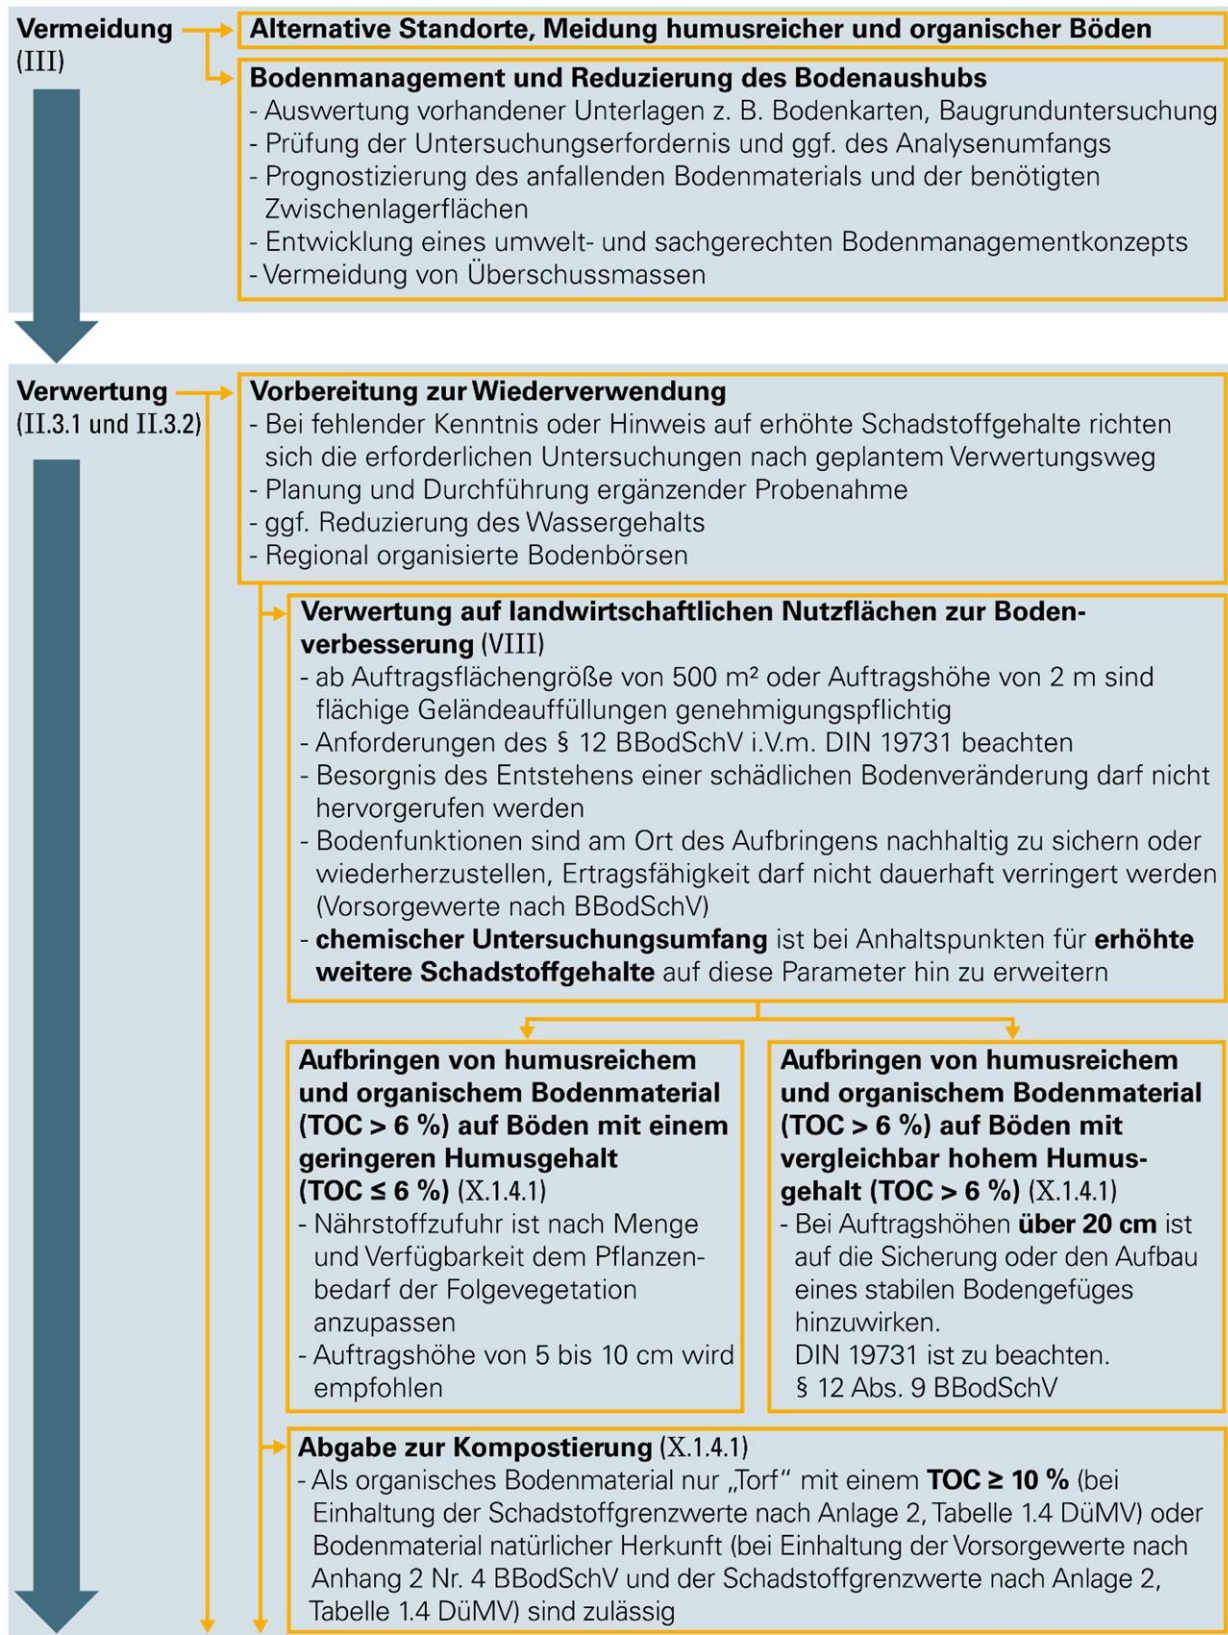 Vermeidung
(III)
Alternative Standorte, Meidung humusreicher und organischer Böden
Bodenmanagement und Reduzierung des Bodenaushubs
- Auswertung vorhandener Unterlagen z. B. Bodenkarten, Baugrunduntersuchung
- Prüfung der Untersuchungserfordernis und ggf. des Analysenumfangs
- Prognostizierung des anfallenden Bodenmaterials und der benötigten
Zwischenlagerflächen
- Entwicklung eines umwelt- und sachgerechten Bodenmanagementkonzepts
- Vermeidung von Überschussmassen
Verwertung
(II.3.1 und II.3.2)
Vorbereitung zur Wiederverwendung
- Bei fehlender Kenntnis oder Hinweis auf erhöhte Schadstoffgehalte richten
sich die erforderlichen Untersuchungen nach geplantem Verwertungsweg
- Planung und Durchführung ergänzender Probenahme
- ggf. Reduzierung des Wassergehalts
- Regional organisierte Bodenbörsen
Verwertung auf landwirtschaftlichen Nutzflächen zur Boden-
verbesserung (VIII)
- ab Auftragsflächengröße von 500 m² oder Auftragshöhe von 2 m sind
flächige Geländeauffüllungen genehmigungspflichtig
- Anforderungen des § 12 BBodSchV i.V.m. DIN 19731 beachten
- Besorgnis des Entstehens einer schädlichen Bodenveränderung darf nicht
hervorgerufen werden
- Bodenfunktionen sind am Ort des Aufbringens nachhaltig zu sichern oder
wiederherzustellen, Ertragsfähigkeit darf nicht dauerhaft verringert werden
(Vorsorgewerte nach BBodSchV)
- chemischer Untersuchungsumfang ist bei Anhaltspunkten für erhöhte
weitere Schadstoffgehalte auf diese Parameter hin zu erweitern
Aufbringen von humusreichem
und organischem Bodenmaterial
(TOC > 6 %) auf Böden mit einem
geringeren Humusgehalt
(TOC ≤ 6 %) (X.1.4.1)
- Nährstoffzufuhr ist nach Menge
und Verfügbarkeit dem Pflanzen-
bedarf der Folgevegetation
anzupassen
- Auftragshöhe von 5 bis 10 cm wird
empfohlen
Aufbringen von humusreichem
und organischem Bodenmaterial
(TOC > 6 %) auf Böden mit
vergleichbar hohem Humus-
gehalt (TOC > 6 %) (X.1.4.1)
- Bei Auftragshöhen über 20 cm ist
auf die Sicherung oder den Aufbau
eines stabilen Bodengefüges
hinzuwirken.
DIN 19731 ist zu beachten.
§ 12 Abs. 9 BBodSchV
Abgabe zur Kompostierung (X.1.4.1)
- Als organisches Bodenmaterial nur „Torf“ mit einem TOC ≥ 10 % (bei
Einhaltung der Schadstoffgrenzwerte nach Anlage 2, Tabelle 1.4 DüMV) oder
Bodenmaterial natürlicher Herkunft (bei Einhaltung der Vorsorgewerte nach
Anhang 2 Nr. 4 BBodSchV und der Schadstoffgrenzwerte nach Anlage 2,
Tabelle 1.4 DüMV) sind zulässig